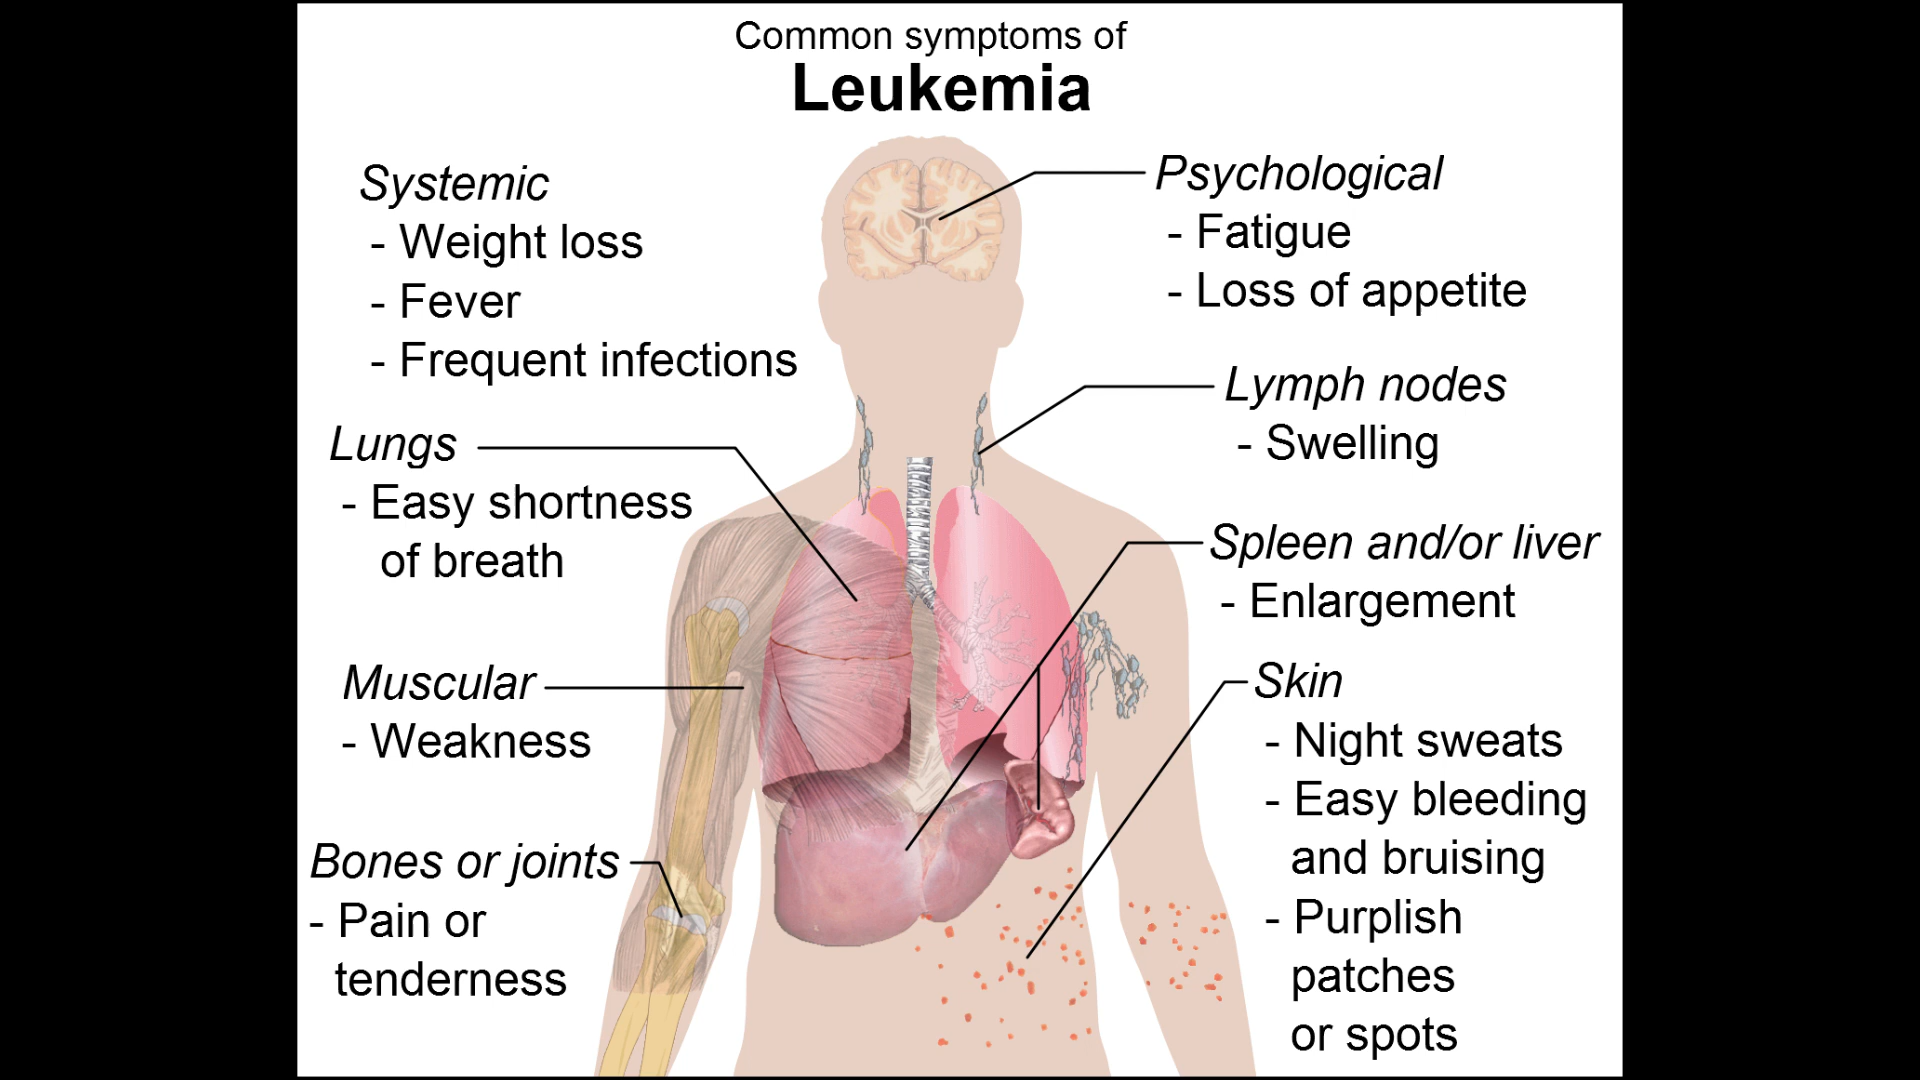 Common symptoms of
Leukemia
Systemic
- Weight loss
- Fever
- Frequent infections
Lungs
- Easy shortness
of breath
Muscular
- Weakness
Bones or joints
- Pain or
tenderness
Psychological
- Fatigue
- Loss of appetite
Lymph nodes
- Swelling
Spleen and/or liver
- Enlargement
Skin
- Night sweats
- Easy bleeding
and bruising
- Purplish
patches
or spots